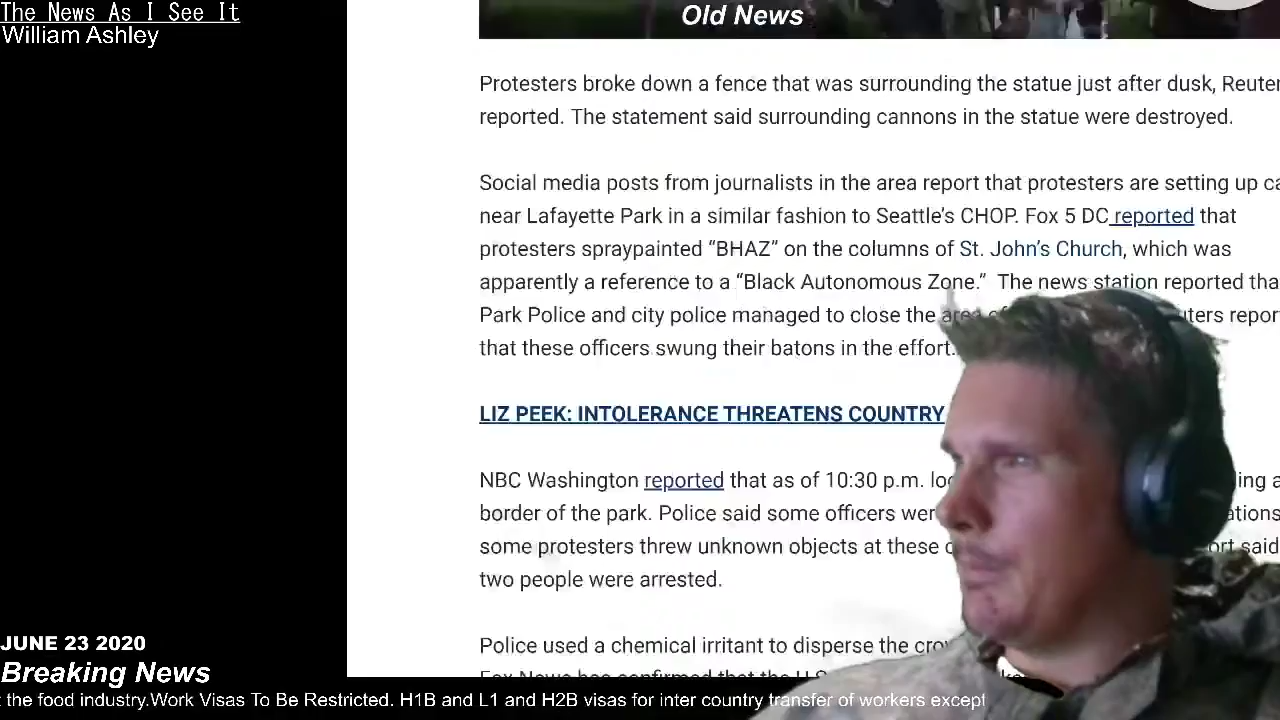 The News As I See It
William Ashley
Old News
Protesters broke down a fence that was surrounding the statue just after dusk,
reported. The statement said surrounding cannons in the statue were destroyed.
Social media posts from journalists in the area report that protesters are setting up
near Lafayette Park in a similar fashion to Seattle's CHOP. Fox 5 DC reported that
protesters spraypainted “BHAZ” on the columns of St. John's Church, which was
apparently a reference to a “Black Autonomous Zone.” The news station reported
Park Police and city police managed to close the area
that these officers swung their batons in the effort.
LIZ PEEK: INTOLERANCE THREATENS COUNTRY
NBC Washington reported that as of 10:30 p.m.
border of the park. Police said some officers
some protesters threw unknown objects at these said
two people were arrested.
Police used a chemical irritant to disperse the
JUNE 23 2020
Breaking News
the food industry.Work Visas To Be Restricted. H1B and L1 and H2B visas for inter country transfer of workers except